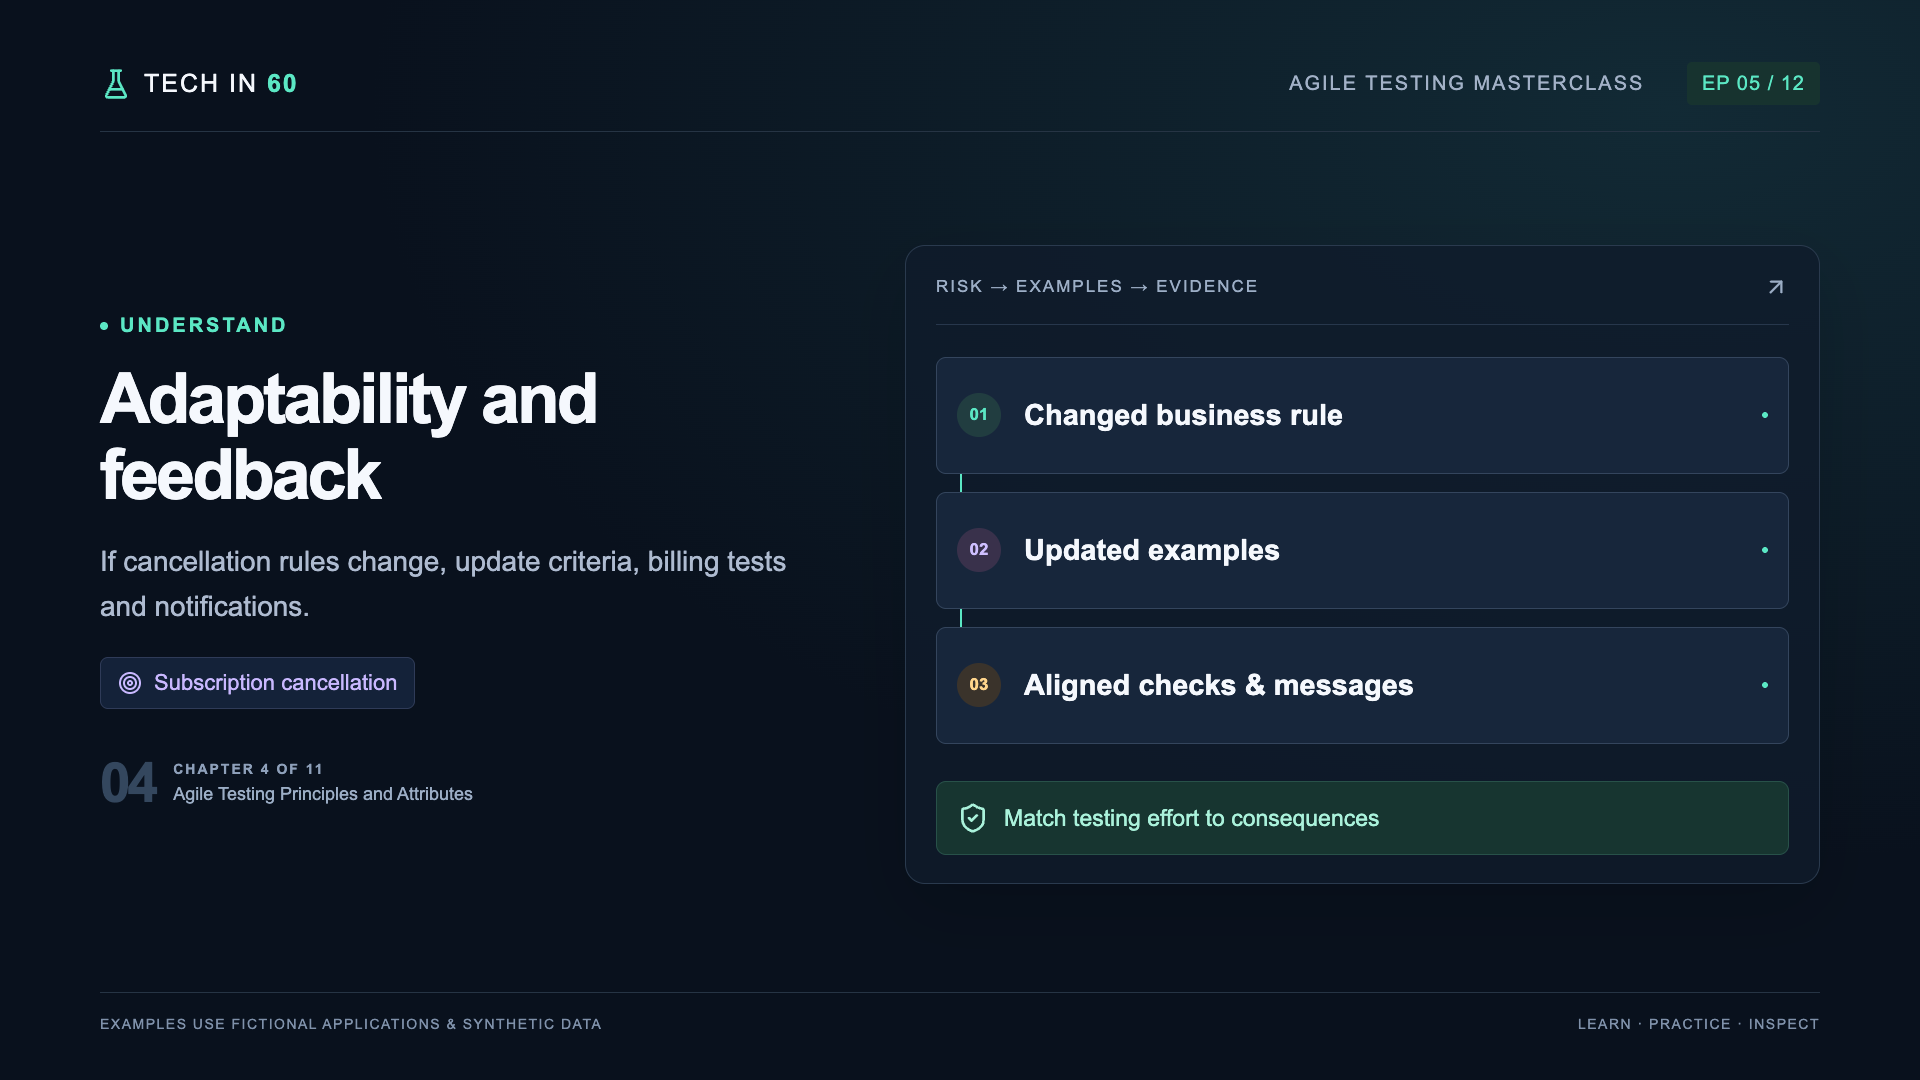 TECH IN 60
AGILE TESTING MASTERCLASS
EP 05 / 12
UNDERSTAND
Adaptability and
feedback
If cancellation rules change, update criteria, billing tests
and notifications.
Subscription cancellation
04
CHAPTER 4 OF 11
Agile Testing Principles and Attributes
RISK → EXAMPLES → EVIDENCE
01
Changed business rule
02
Updated examples
03
Aligned checks & messages
Match testing effort to consequences
EXAMPLES USE FICTIONAL APPLICATIONS & SYNTHETIC DATA
LEARN · PRACTICE · INSPECT